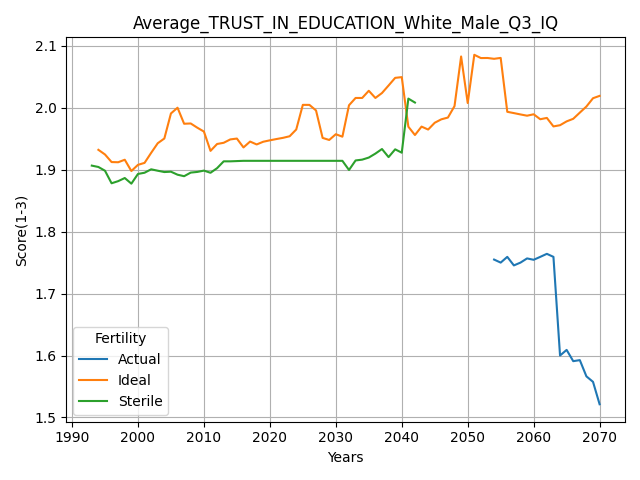 Average_TRUST_IN_EDUCATION_White_Male_Q3_IQ
Score(1-3)
2.1
2.0
1.9
1.8
1.7
1.6
1.5
Fertility
Actual
Ideal
Sterile
1990 2000 2010 2020 2030 2040 2050 2060 2070
Years